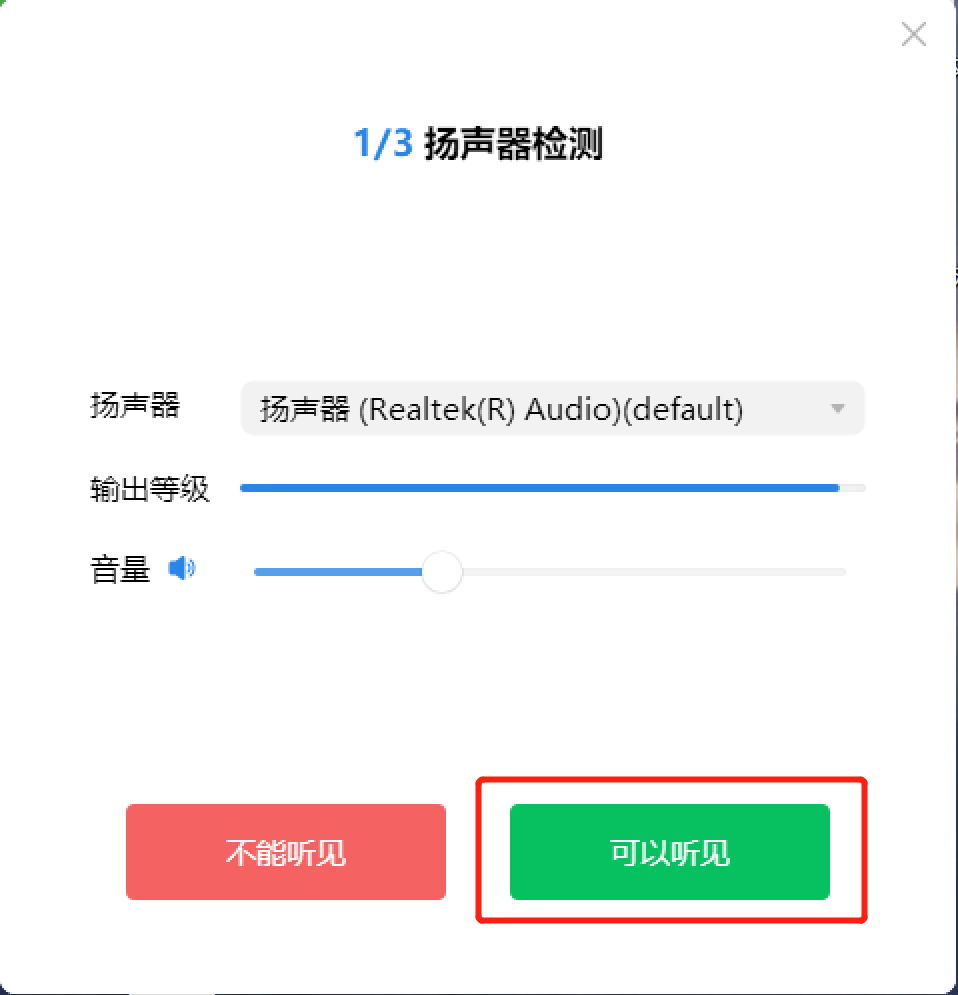 1/3 扬声器检测
扬声器 扬声器 (Realtek(R) Audio)(default)
输出等级
音量
不能听见 可以听见